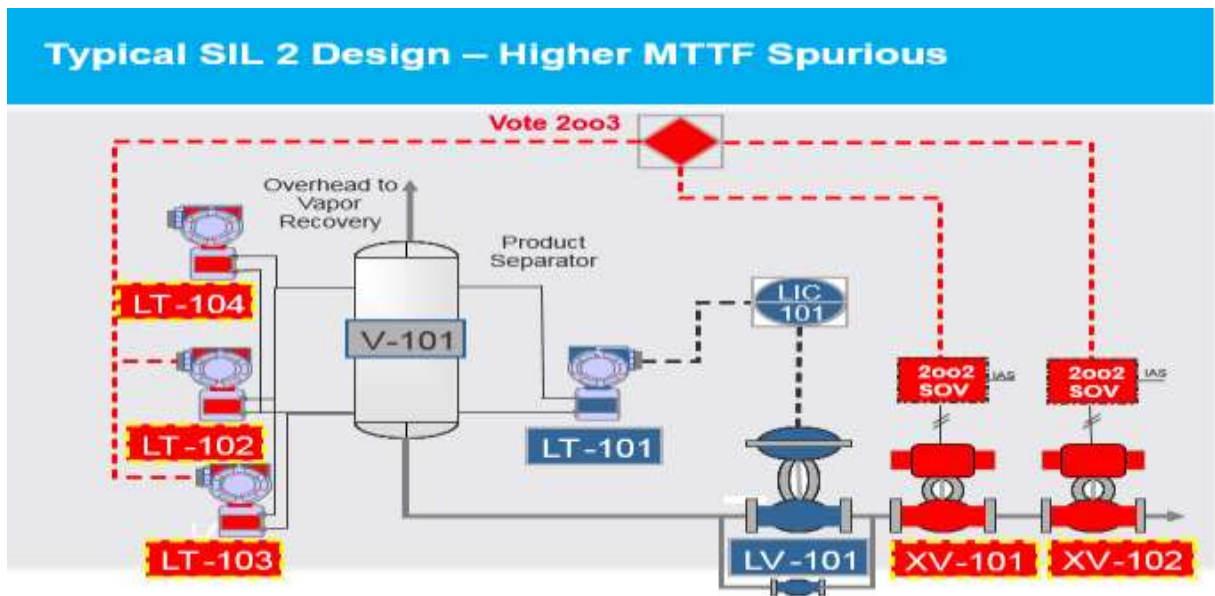 Typical SIL 2 Design – Higher MTTF Spurious
Vote 2oo3
Overhead to
Vapor
Recovery
Product
Separator
LT-104
LIC
101
V-101
2oo2
SOV
IAS
2oo2
SOV
IAS
LT-102
LT-101
LT-103
LV-101
XV-101
XV-102